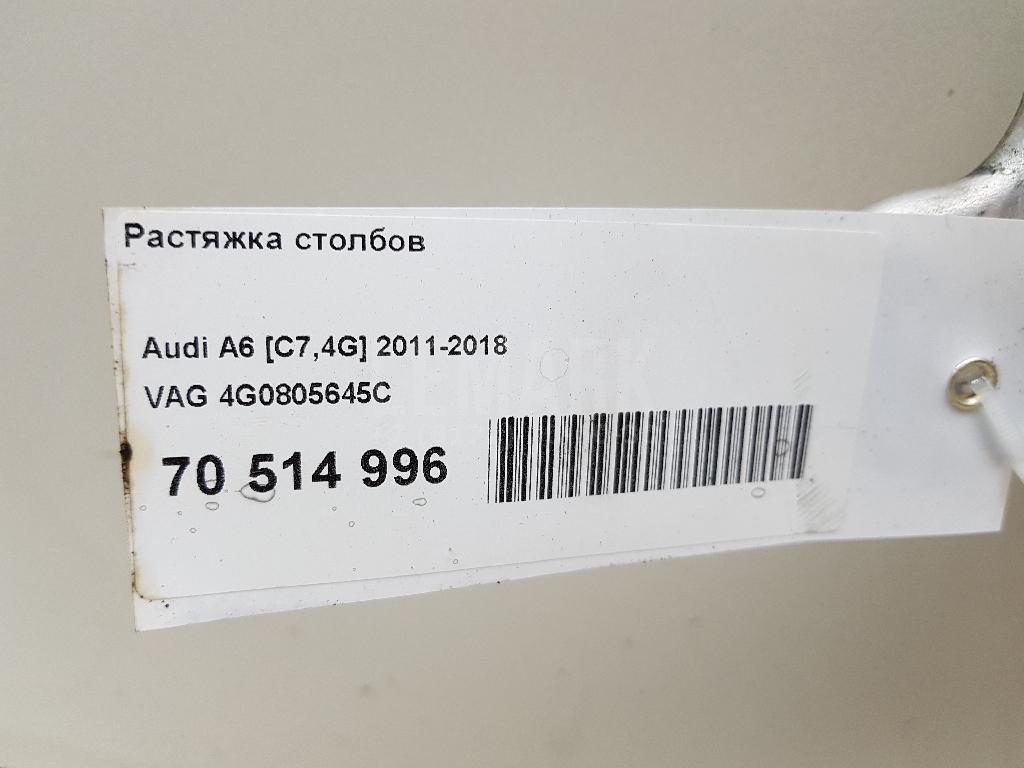 Растяжка столбов
Audi A6 [C7,4G] 2011-2018
VAG 4G0805645C
70 514 996